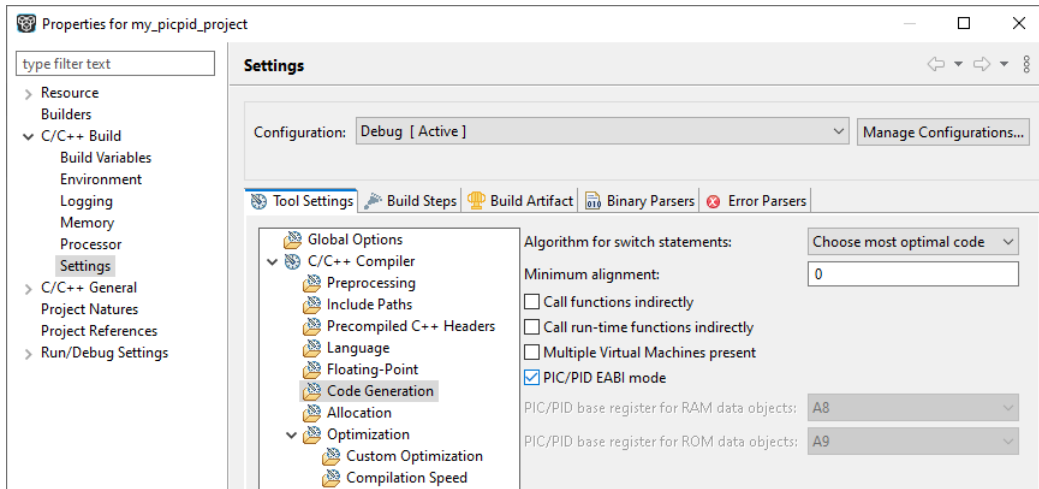 Properties for my_picpid_project
type filter text
Resource
Builders
C/C++ Build
Build Variables
Environment
Logging
Memory
Processor
Settings
C/C++ General
Project Natures
Project References
Run/Debug Settings
Settings
Configuration: Debug [ Active ] Manage Configurations...
Tool Settings Build Steps Build Artifact Binary Parsers Error Parsers
Global Options
C/C++ Compiler
Preprocessing
Include Paths
Precompiled C++ Headers
Language
Floating-Point
Code Generation
Allocation
Optimization
Custom Optimization
Compilation Speed
Algorithm for switch statements: Choose most optimal code
Minimum alignment: 0
Call functions indirectly
Call run-time functions indirectly
Multiple Virtual Machines present
PIC/PID EABI mode
PIC/PID base register for RAM data objects: A8
PIC/PID base register for ROM data objects: A9